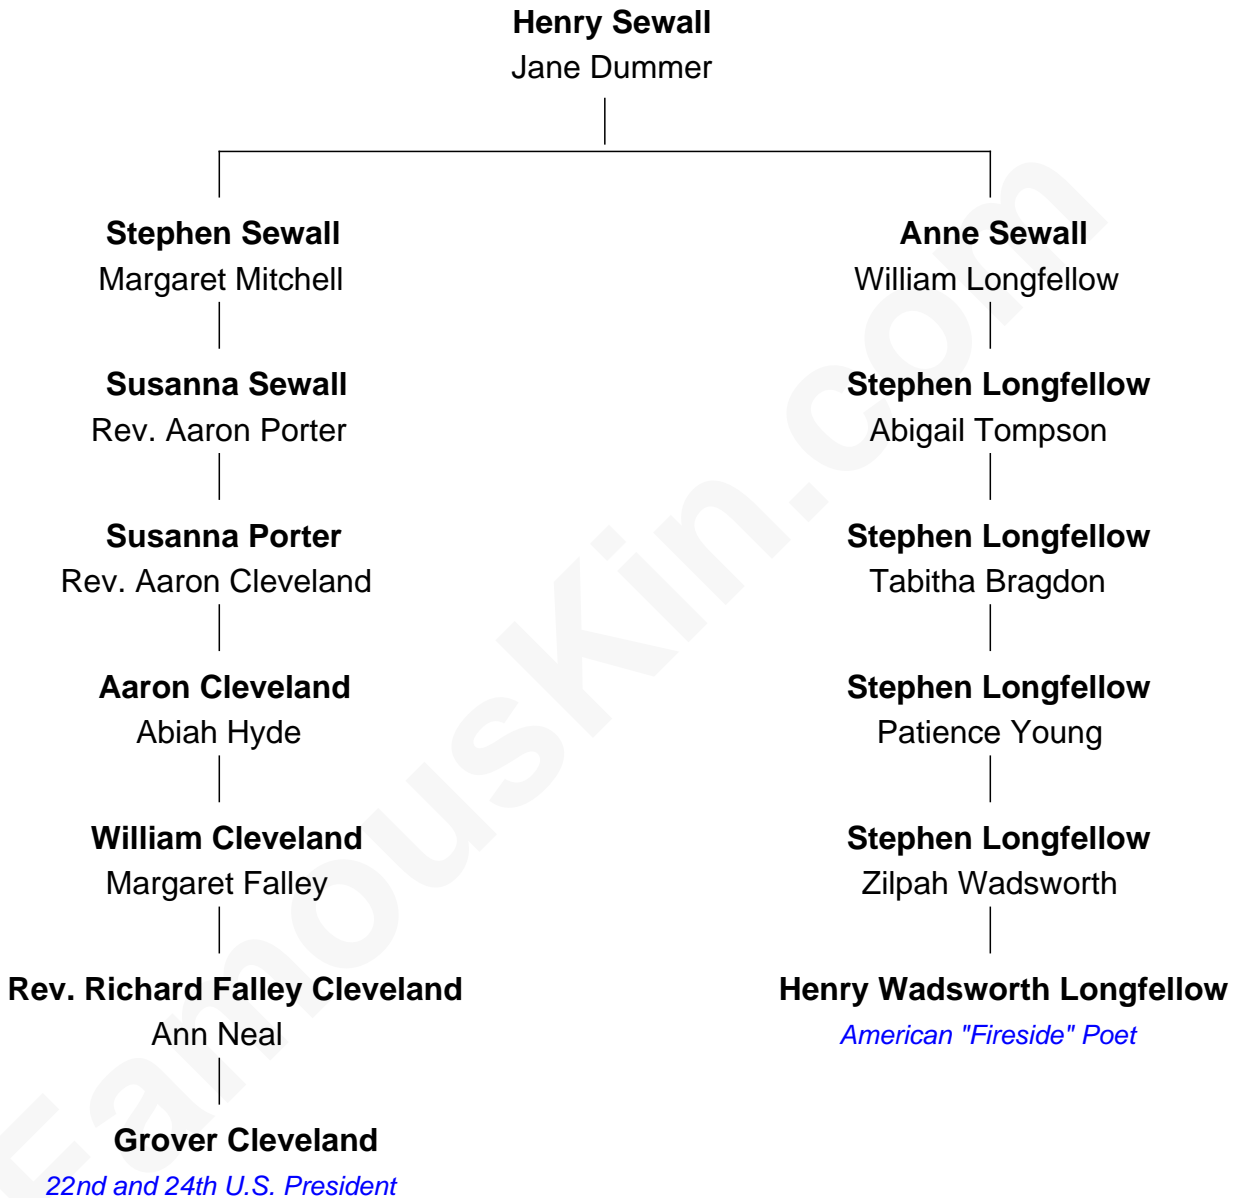 Henry Sewall
Jane Dummer
Stephen Sewall
Margaret Mitchell
Anne Sewall
William Longfellow
Susanna Sewall
Rev. Aaron Porter
Stephen Longfellow
Abigail Tompson
Susanna Porter
Rev. Aaron Cleveland
Stephen Longfellow
Tabitha Bragdon
Aaron Cleveland
Abiah Hyde
Stephen Longfellow
Patience Young
William Cleveland
Margaret Falley
Stephen Longfellow
Zilpah Wadsworth
Rev. Richard Falley Cleveland
Ann Neal
Henry Wadsworth Longfellow
American "Fireside" Poet
Grover Cleveland
22nd and 24th U.S. President
FamousKin.com